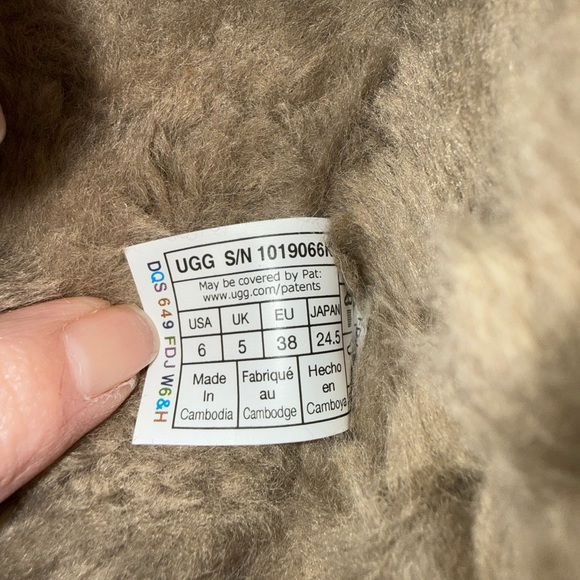 UGG S/N 1019066K
May be covered by Pat:
www.ugg.com/patents
USA UK EU JAPAN
6 5 38 24.5
Made In Cambodia
Fabriqué au Cambodge
Hecho en Camboya
DQS 649 FDJ W6&H